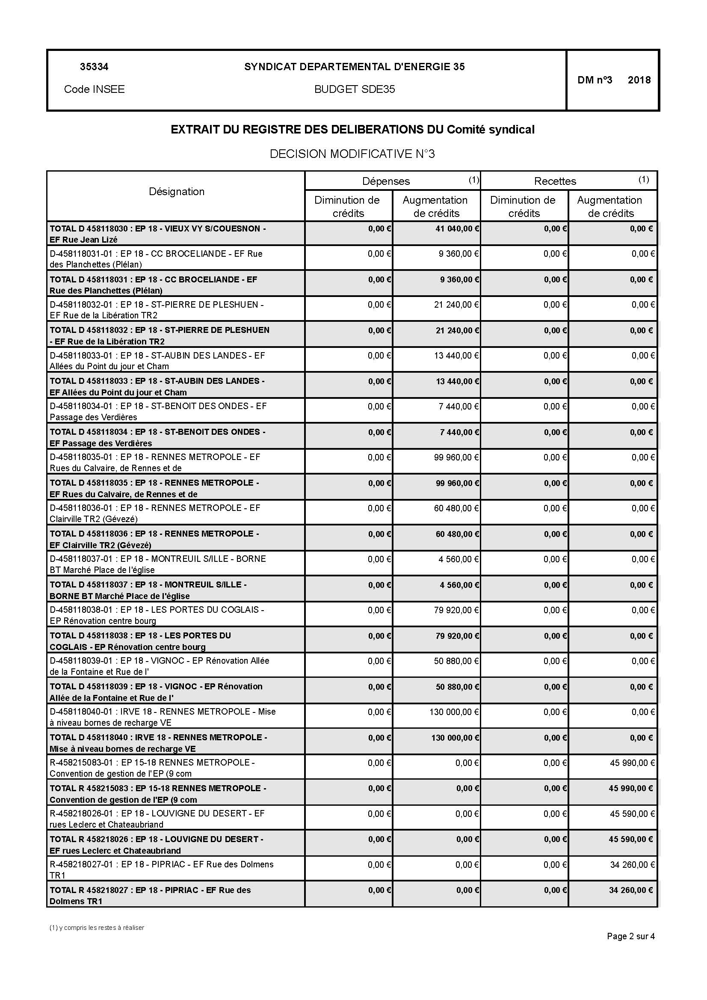 35334 SYNDICAT DEPARTEMENTAL D'ENERGIE 35
DM n°3 2018
Code INSEE BUDGET SDE35
EXTRAIT DU REGISTRE DES DELIBERATIONS DU Comité syndical
DECISION MODIFICATIVE N°3
Désignation Dépenses (1) Recettes (1)
Diminution de Augmentation Diminution de Augmentation
crédits de crédits crédits de crédits
TOTAL D 458118030 : EP 18 - VIEUX VY S/COUESNON - 0,00 € 41 040,00 € 0,00 € 0,00 €
EF Rue Jean Lizé
D-458118031-01 : EP 18 - CC BROCELIANDE - EF Rue 0,00 € 9 360,00 € 0,00 € 0,00 €
des Planchettes (Plélan)
TOTAL D 458118031 : EP 18 - CC BROCELIANDE - EF 0,00 € 9 360,00 € 0,00 € 0,00 €
Rue des Planchettes (Plélan)
D-458118032-01 : EP 18 - ST-PIERRE DE PLESHUEN - 0,00 € 21 240,00 € 0,00 € 0,00 €
EF Rue de la Libération TR2
TOTAL D 458118032 : EP 18 - ST-PIERRE DE PLESHUEN 0,00 € 21 240,00 € 0,00 € 0,00 €
- EF Rue de la Libération TR2
D-458118033-01 : EP 18 - ST-AUBIN DES LANDES - EF 0,00 € 13 440,00 € 0,00 € 0,00 €
Allées du Point du jour et Cham
TOTAL D 458118033 : EP 18 - ST-AUBIN DES LANDES - 0,00 € 13 440,00 € 0,00 € 0,00 €
EF Allées du Point du jour et Cham
D-458118034-01 : EP 18 - ST-BENOIT DES ONDES - EF 0,00 € 7 440,00 € 0,00 € 0,00 €
Passage des Verdières
TOTAL D 458118034 : EP 18 - ST-BENOIT DES ONDES - 0,00 € 7 440,00 € 0,00 € 0,00 €
EF Passage des Verdières
D-458118035-01 : EP 18 - RENNES METROPOLE - EF 0,00 € 99 960,00 € 0,00 € 0,00 €
Rues du Calvaire, de Rennes et de
TOTAL D 458118035 : EP 18 - RENNES METROPOLE - 0,00 € 99 960,00 € 0,00 € 0,00 €
EF Rues du Calvaire, de Rennes et de
D-458118036-01 : EP 18 - RENNES METROPOLE - EF 0,00 € 60 480,00 € 0,00 € 0,00 €
Clairville TR2 (Gévezé)
TOTAL D 458118036 : EP 18 - RENNES METROPOLE - 0,00 € 60 480,00 € 0,00 € 0,00 €
EF Clairville TR2 (Gévezé)
D-458118037-01 : EP 18 - MONTREUIL S/ILLE - BORNE 0,00 € 4 560,00 € 0,00 € 0,00 €
BT Marché Place de l'église
TOTAL D 458118037 : EP 18 - MONTREUIL S/ILLE - 0,00 € 4 560,00 € 0,00 € 0,00 €
BORNE BT Marché Place de l'église
D-458118038-01 : EP 18 - LES PORTES DU COGLAIS - 0,00 € 79 920,00 € 0,00 € 0,00 €
EP Rénovation centre bourg
TOTAL D 458118038 : EP 18 - LES PORTES DU 0,00 € 79 920,00 € 0,00 € 0,00 €
COGLAIS - EP Rénovation centre bourg
D-458118039-01 : EP 18 - VIGNOC - EP Rénovation Allée 0,00 € 50 880,00 € 0,00 € 0,00 €
de la Fontaine et Rue de l'
TOTAL D 458118039 : EP 18 - VIGNOC - EP Rénovation 0,00 € 50 880,00 € 0,00 € 0,00 €
Allée de la Fontaine et Rue de l'
D-458118040-01 : IRVE 18 - RENNES METROPOLE - Mise 0,00 € 130 000,00 € 0,00 € 0,00 €
à niveau bornes de recharge VE
TOTAL D 458118040 : IRVE 18 - RENNES METROPOLE - 0,00 € 130 000,00 € 0,00 € 0,00 €
Mise à niveau bornes de recharge VE
R-458215083-01 : EP 15-18 RENNES METROPOLE - 0,00 € 0,00 € 0,00 € 45 990,00 €
Convention de gestion de l'EP (9 com
TOTAL R 458215083 : EP 15-18 RENNES METROPOLE - 0,00 € 0,00 € 0,00 € 45 990,00 €
Convention de gestion de l'EP (9 com
R-458218026-01 : EP 18 - LOUVIGNE DU DESERT - EF 0,00 € 0,00 € 0,00 € 45 590,00 €
rues Leclerc et Chateaubriand
TOTAL R 458218026 : EP 18 - LOUVIGNE DU DESERT - 0,00 € 0,00 € 0,00 € 45 590,00 €
EF rues Leclerc et Chateaubriand
R-458218027-01 : EP 18 - PIPRIAC - EF Rue des Dolmens 0,00 € 0,00 € 0,00 € 34 260,00 €
TR1
TOTAL R 458218027 : EP 18 - PIPRIAC - EF Rue des 0,00 € 0,00 € 0,00 € 34 260,00 €
Dolmens TR1
(1) y compris les restes à réaliser
Page 2 sur 4